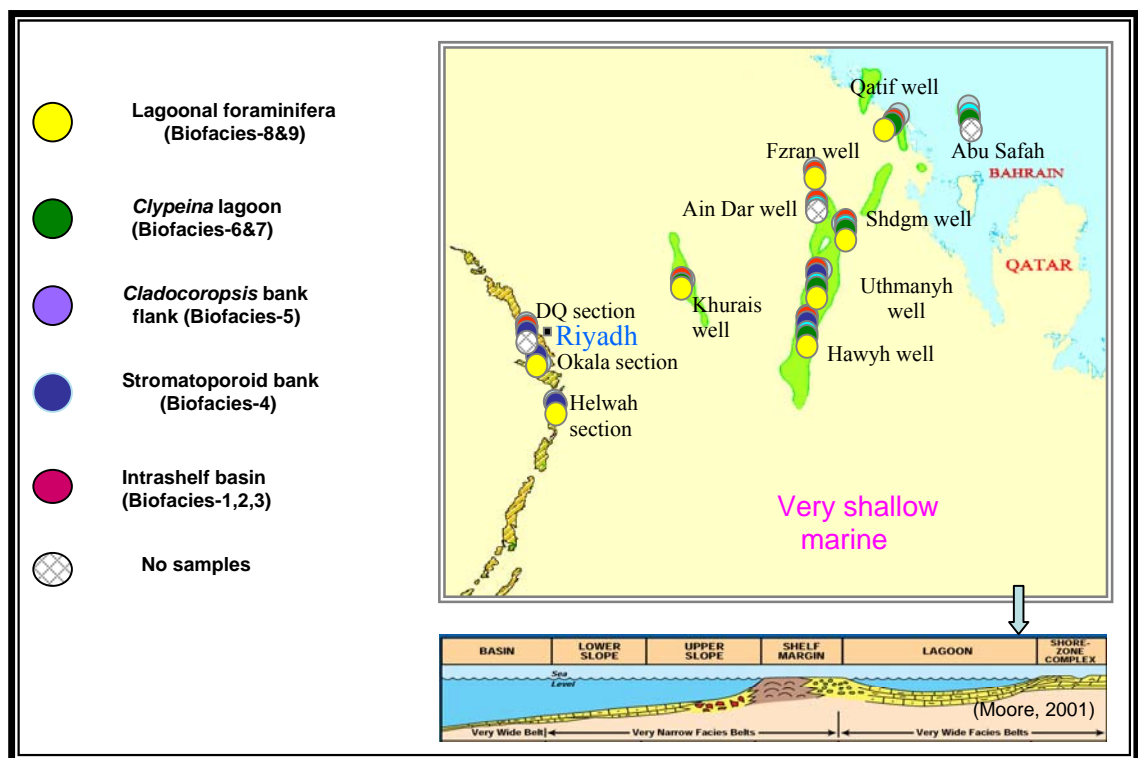 Lagoonal foraminifera
(Biofacies-8&9)
Clypeina lagoon
(Biofacies-6&7)
Cladocoropsis bank
flank (Biofacies-5)
Stromatoporoid bank
(Biofacies-4)
Intrashelf basin
(Biofacies-1,2,3)
No samples
Qatif well
Fzran well
Abu Safah
BAHRAIN
Ain Dar well
Shdgm well
QATAR
Uthmanyh
well
Khurais
well
DQ section
Riyadh
Okala section
Hawyh well
Helwah
section
Very shallow
marine
BASIN
LOWER
SLOPE
UPPER
SLOPE
SHELF
MARGIN
LAGOON
SHORE-
ZONE
COMPLEX
Sea
Level
(Moore, 2001)
Very Wide Belt
Very Narrow Facies Belts
Very Wide Facies Belts